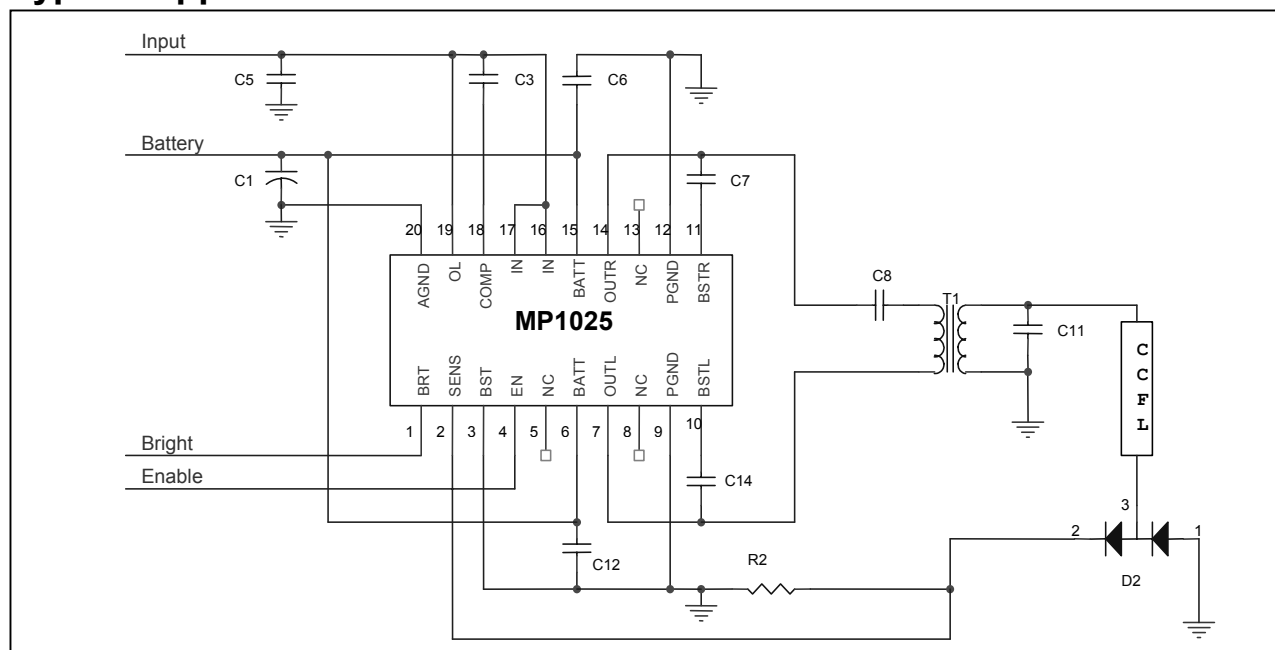 Input
C5
C3
C6
Battery
C1
C7
20 19 18 17 16 15 14 13 12 11
AGND OL COMP IN IN BATT OUTR NC PGND BSTR
MP1025
BRT SENS BST EN NC BATT OUTL NC PGND BSTL
1 2 3 4 5 6 7 8 9 10
C8
T1
C11
CCFL
Bright
Enable
C14
C12
R2
3
2
1
D2